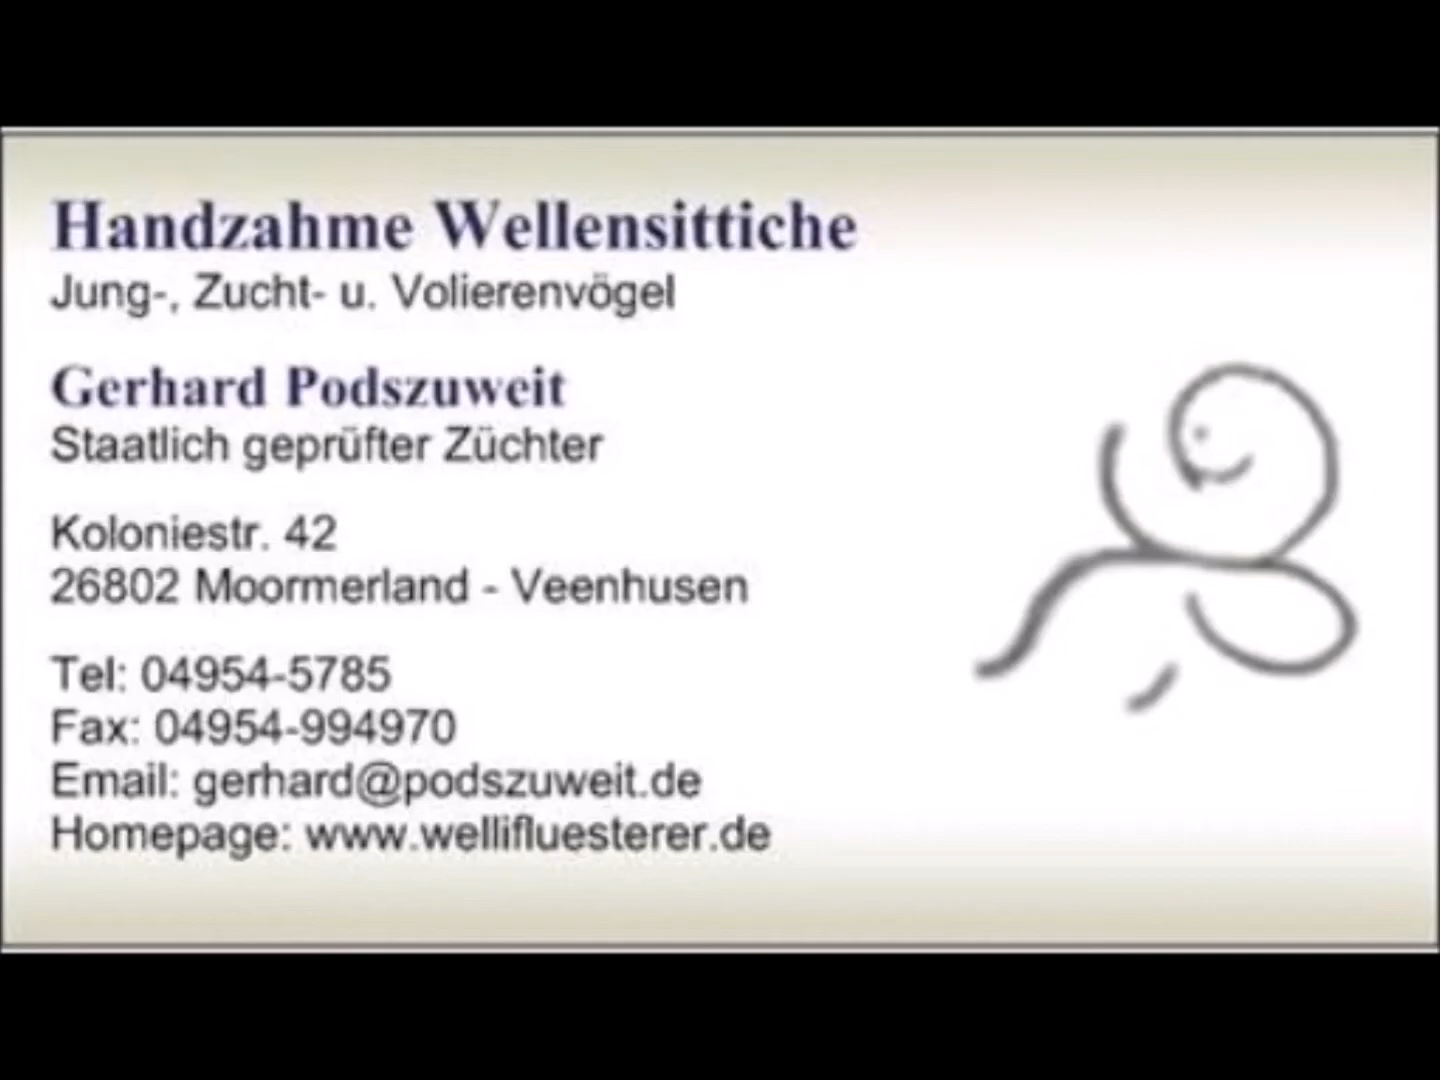 Handzahme Wellensittiche
Jung-, Zucht- u. Volierenvögel
Gerhard Podszuweit
Staatlich geprüfter Züchter
Koloniestr. 42
26802 Moormerland - Veenhusen
Tel: 04954-5785
Fax: 04954-994970
Email: gerhard@podszuweit.de
Homepage: www.wellifluesterer.de